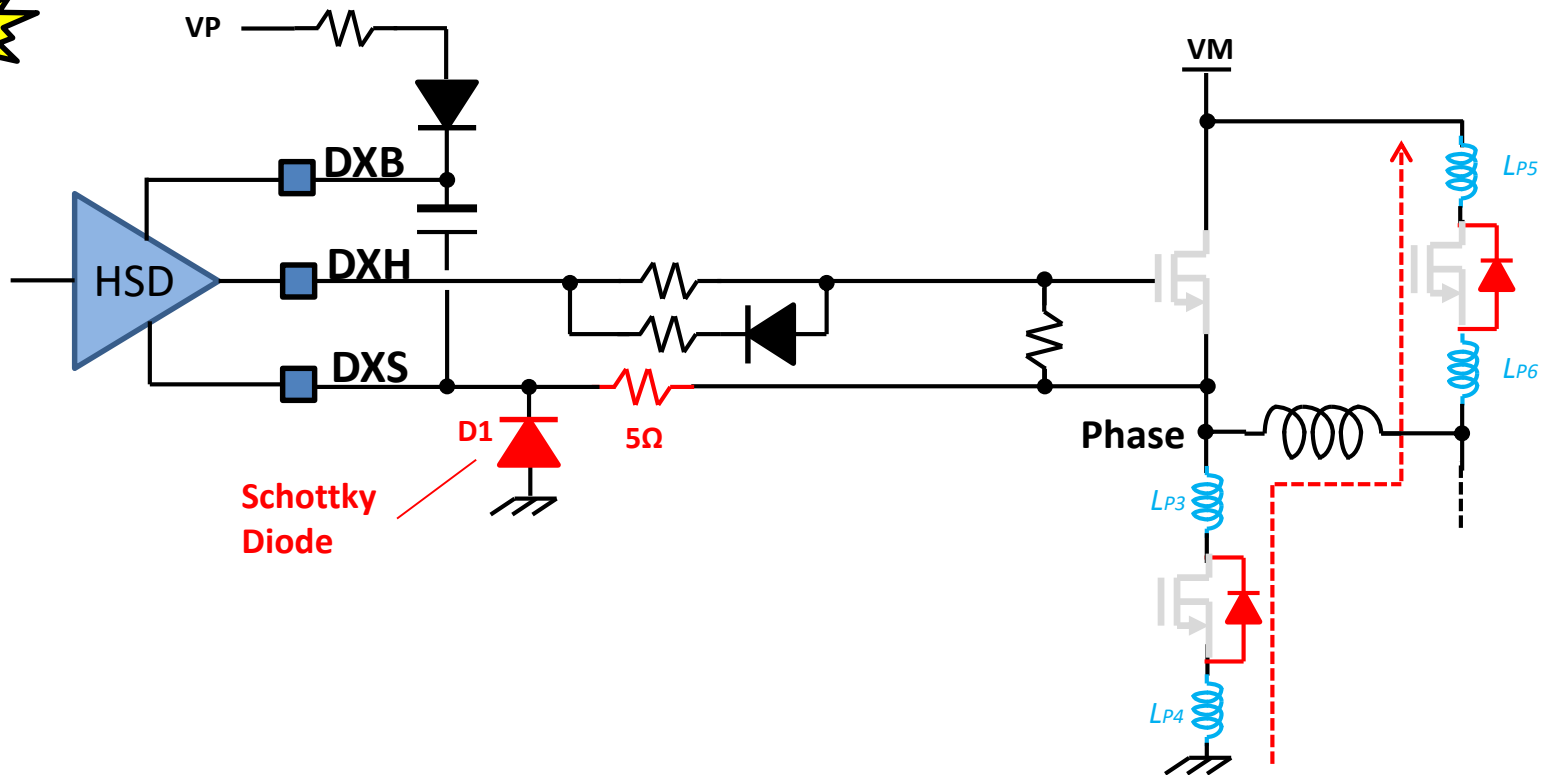 VP
VM
DXB
LP5
HSD
DXH
DXS
LP6
D1
5Ω
Phase
Schottky
Diode
LP3
LP4